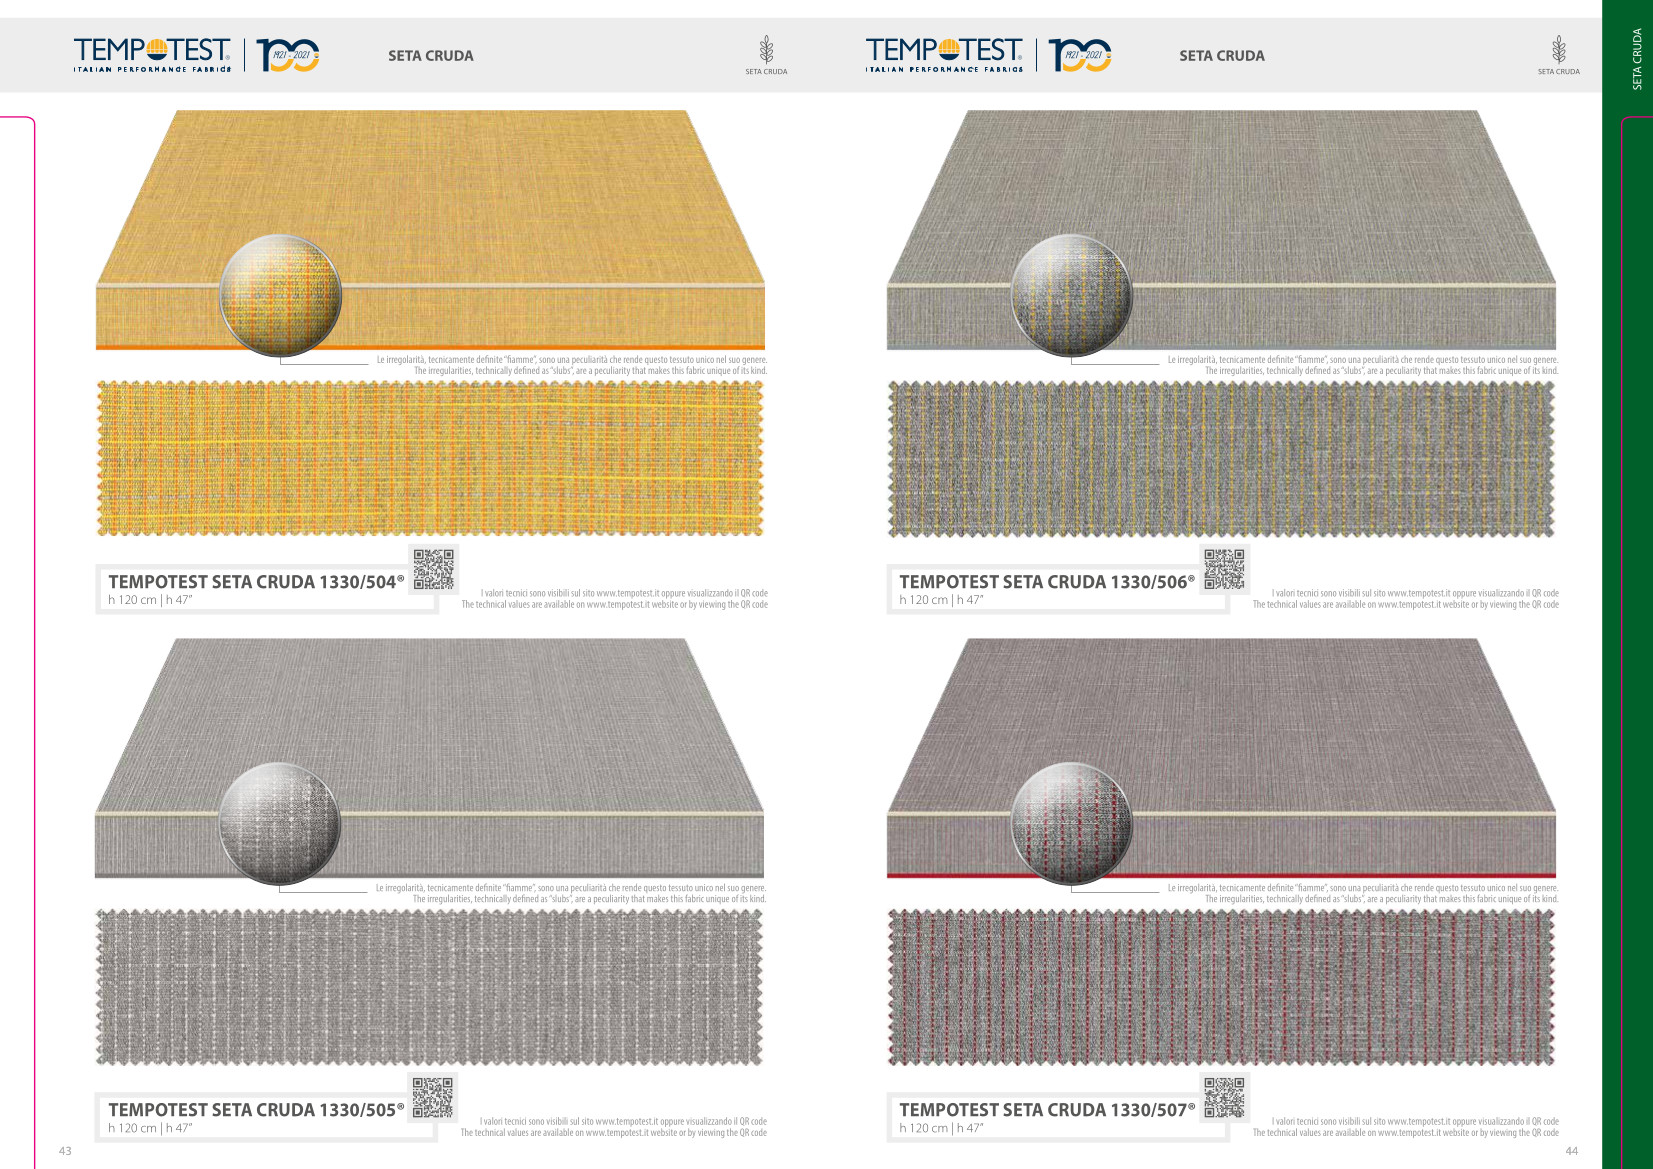 TEMPOTEST®
ITALIAN PERFORMANCE FABRICS
100
1921 - 2021
SETA CRUDA
SETA CRUDA
Le irregolarità, tecnicamente definite “fiamme”, sono una peculiarità che rende questo tessuto unico nel suo genere.
The irregularities, technically defined as “slubs”, are a peculiarity that makes this fabric unique of its kind.
TEMPOTEST SETA CRUDA 1330/504®
h 120 cm | h 47”
I valori tecnici sono visibili sul sito www.tempotest.it oppure visualizzando il QR code
The technical values are available on www.tempotest.it website or by viewing the QR code
Le irregolarità, tecnicamente definite “fiamme”, sono una peculiarità che rende questo tessuto unico nel suo genere.
The irregularities, technically defined as “slubs”, are a peculiarity that makes this fabric unique of its kind.
TEMPOTEST SETA CRUDA 1330/505®
h 120 cm | h 47”
I valori tecnici sono visibili sul sito www.tempotest.it oppure visualizzando il QR code
The technical values are available on www.tempotest.it website or by viewing the QR code
43
TEMPOTEST®
ITALIAN PERFORMANCE FABRICS
100
1921 - 2021
SETA CRUDA
SETA CRUDA
SETA CRUDA
Le irregolarità, tecnicamente definite “fiamme”, sono una peculiarità che rende questo tessuto unico nel suo genere.
The irregularities, technically defined as “slubs”, are a peculiarity that makes this fabric unique of its kind.
TEMPOTEST SETA CRUDA 1330/506®
h 120 cm | h 47”
I valori tecnici sono visibili sul sito www.tempotest.it oppure visualizzando il QR code
The technical values are available on www.tempotest.it website or by viewing the QR code
Le irregolarità, tecnicamente definite “fiamme”, sono una peculiarità che rende questo tessuto unico nel suo genere.
The irregularities, technically defined as “slubs”, are a peculiarity that makes this fabric unique of its kind.
TEMPOTEST SETA CRUDA 1330/507®
h 120 cm | h 47”
I valori tecnici sono visibili sul sito www.tempotest.it oppure visualizzando il QR code
The technical values are available on www.tempotest.it website or by viewing the QR code
44